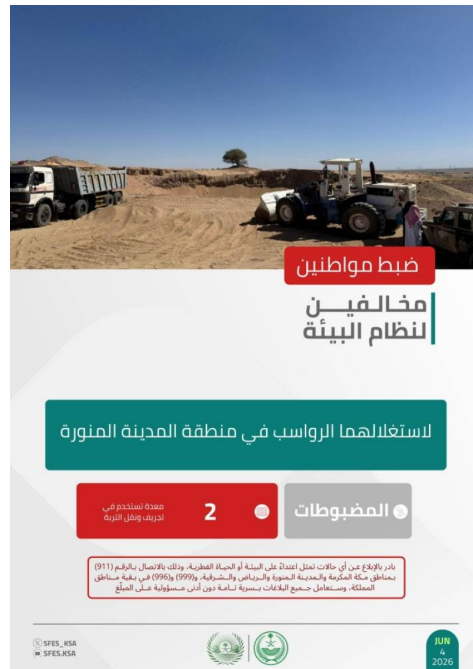 ضبط مواطنين
مخالفين
لنظام البيئة
لاستغلالهما الرواسب في منطقة المدينة المنورة
المضبوطات
2
معدة تستخدم في
تجريف ونقل التربة
بادر بالإبلاغ عن أي حالات تمثل اعتداءً على البيئة أو الحياة الفطرية، وذلك بالاتصال بالرقم (911)
بمناطق مكة المكرمة والمدينة المنورة والرياض والشرقية، و(999) و(996) في بقية مناطق
المملكة، وستعامل جميع البلاغات بسرية تامة دون أدنى مسؤولية على المبلّغ
SFES_KSA
SFES.KSA
JUN
4
2026